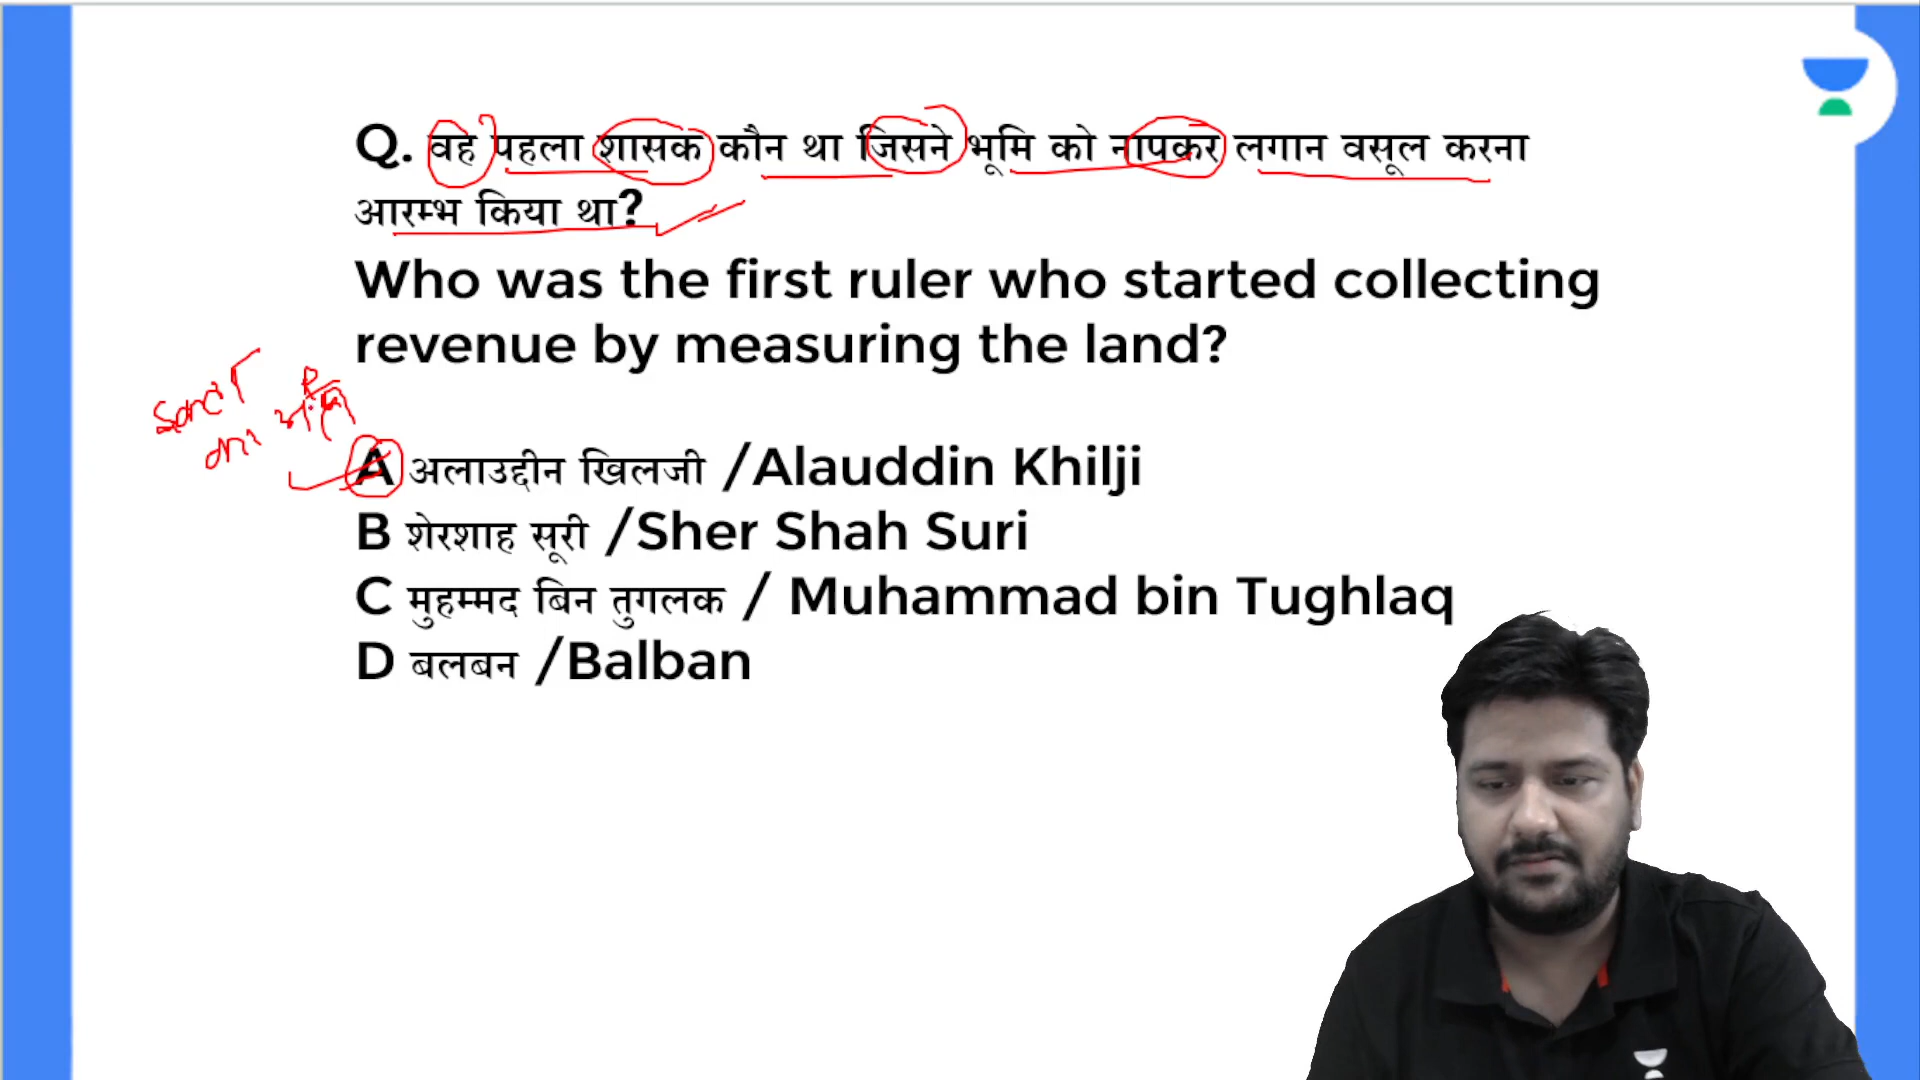 Q. वह पहला शासक कौन था जिसने भूमि को नापकर लगान वसूल करना
आरम्भ किया था?
Who was the first ruler who started collecting
revenue by measuring the land?
A अलाउद्दीन खिलजी /Alauddin Khilji
B शेरशाह सूरी /Sher Shah Suri
C मुहम्मद बिन तुगलक / Muhammad bin Tughlaq
D बलबन /Balban